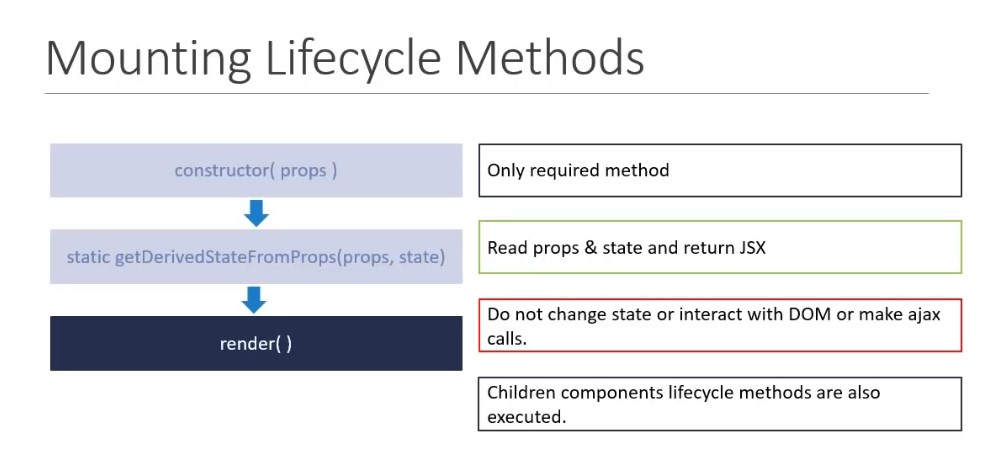 Mounting Lifecycle Methods
constructor( props )
static getDerivedStateFromProps(props, state)
render( )
Only required method
Read props & state and return JSX
Do not change state or interact with DOM or make ajax
calls.
Children components lifecycle methods are also
executed.